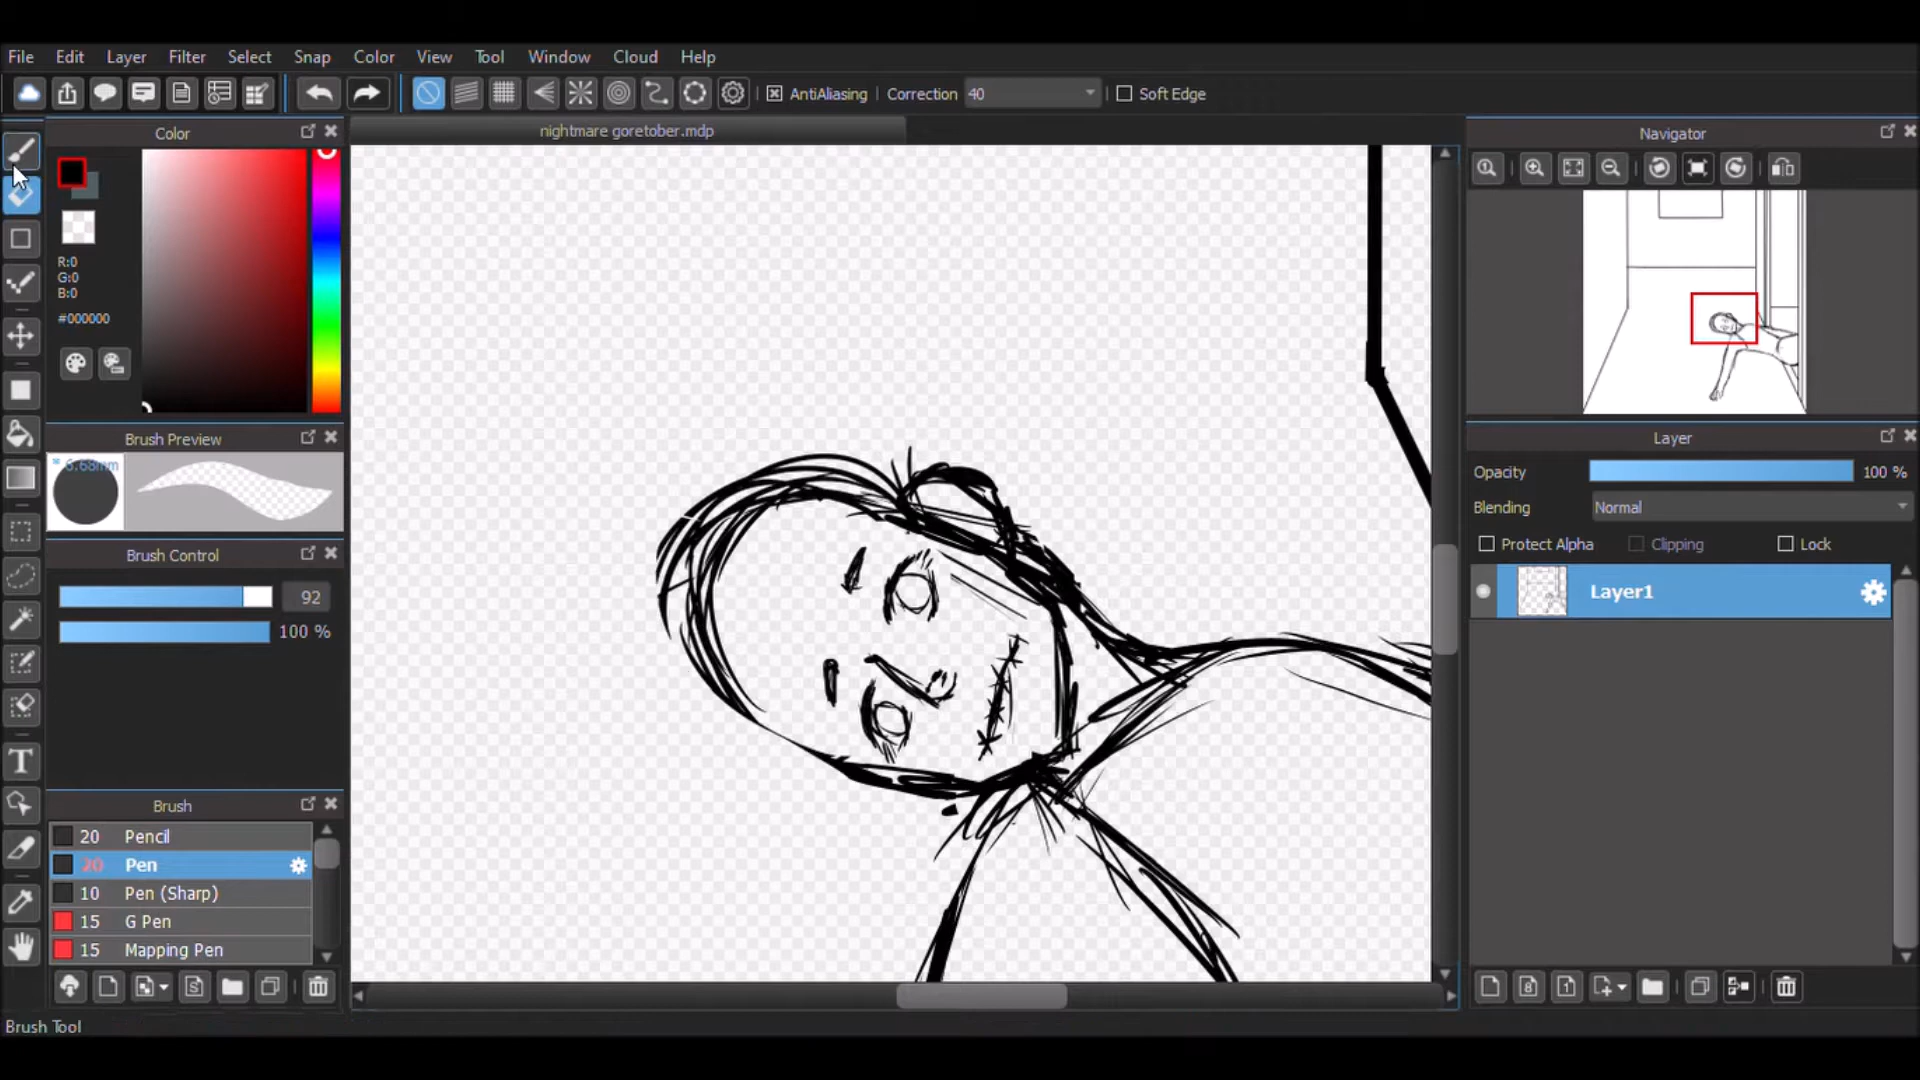 File Edit Layer Filter Select Snap Color View Tool Window Cloud Help
AntiAliasing Correction 40 Soft Edge
Color
nightmare goretober.mdp
Navigator
R:0
G:0
B:0
#000000
Brush Preview
* 6.68mm
Brush Control
92
100 %
Brush
20 Pencil
20 Pen
10 Pen (Sharp)
15 G Pen
15 Mapping Pen
Layer
Opacity 100 %
Blending Normal
Protect Alpha Clipping Lock
Layer1
Brush Tool